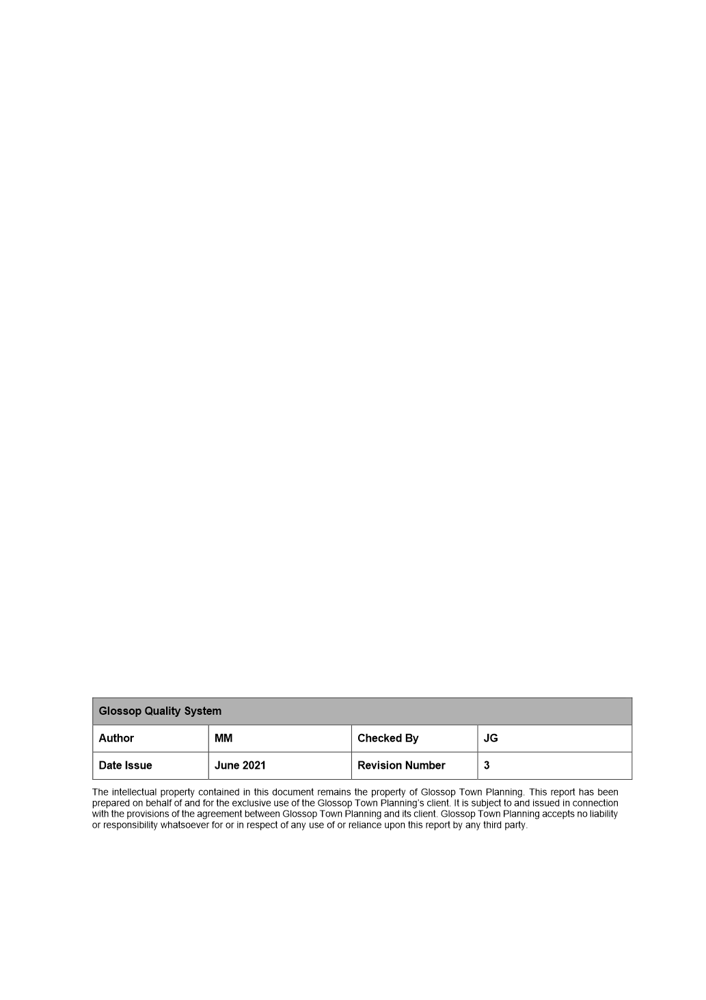 Glossop Quality System
Author MM Checked By JG
Date Issue June 2021 Revision Number 3
The intellectual property contained in this document remains the property of Glossop Town Planning. This report has been
prepared on behalf of and for the exclusive use of the Glossop Town Planning’s client. It is subject to and issued in connection
with the provisions of the agreement between Glossop Town Planning and its client. Glossop Town Planning accepts no liability
or responsibility whatsoever for or in respect of any use of or reliance upon this report by any third party.